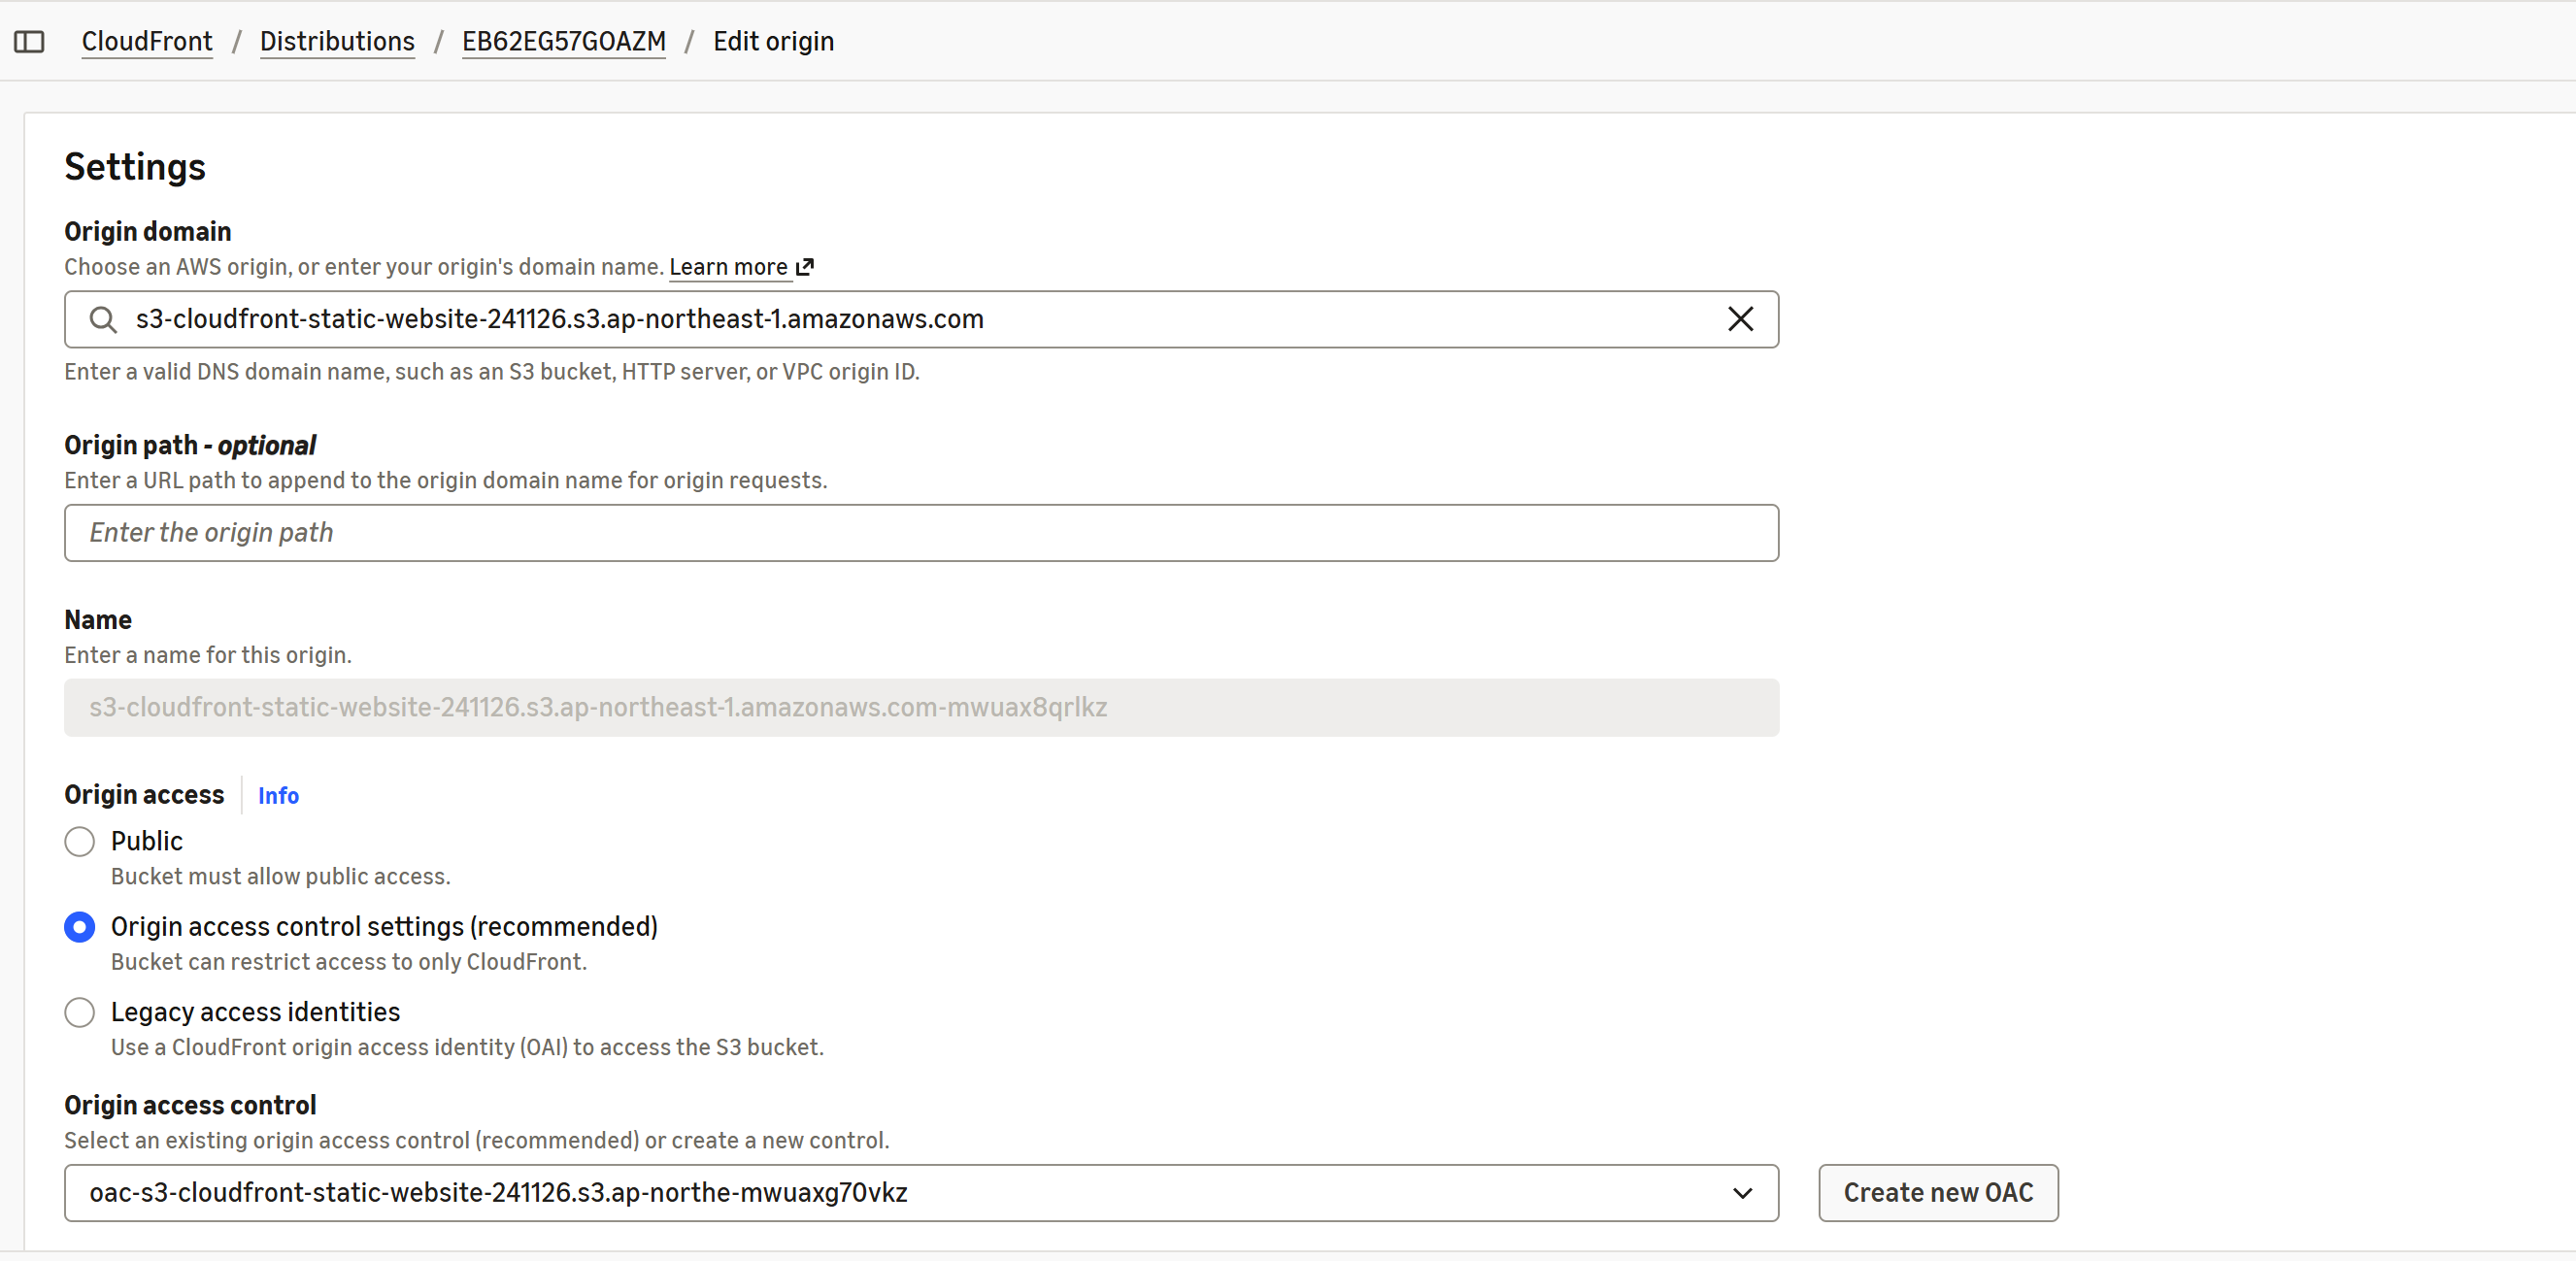 CloudFront / Distributions / EB62EG57GOAZM / Edit origin
Settings
Origin domain
Choose an AWS origin, or enter your origin's domain name. Learn more
s3-cloudfront-static-website-241126.s3.ap-northeast-1.amazonaws.com
Enter a valid DNS domain name, such as an S3 bucket, HTTP server, or VPC origin ID.
Origin path - optional
Enter a URL path to append to the origin domain name for origin requests.
Enter the origin path
Name
Enter a name for this origin.
s3-cloudfront-static-website-241126.s3.ap-northeast-1.amazonaws.com-mwuax8qrlkz
Origin access Info
Public
Bucket must allow public access.
Origin access control settings (recommended)
Bucket can restrict access to only CloudFront.
Legacy access identities
Use a CloudFront origin access identity (OAI) to access the S3 bucket.
Origin access control
Select an existing origin access control (recommended) or create a new control.
oac-s3-cloudfront-static-website-241126.s3.ap-northe-mwuaxg70vkz
Create new OAC